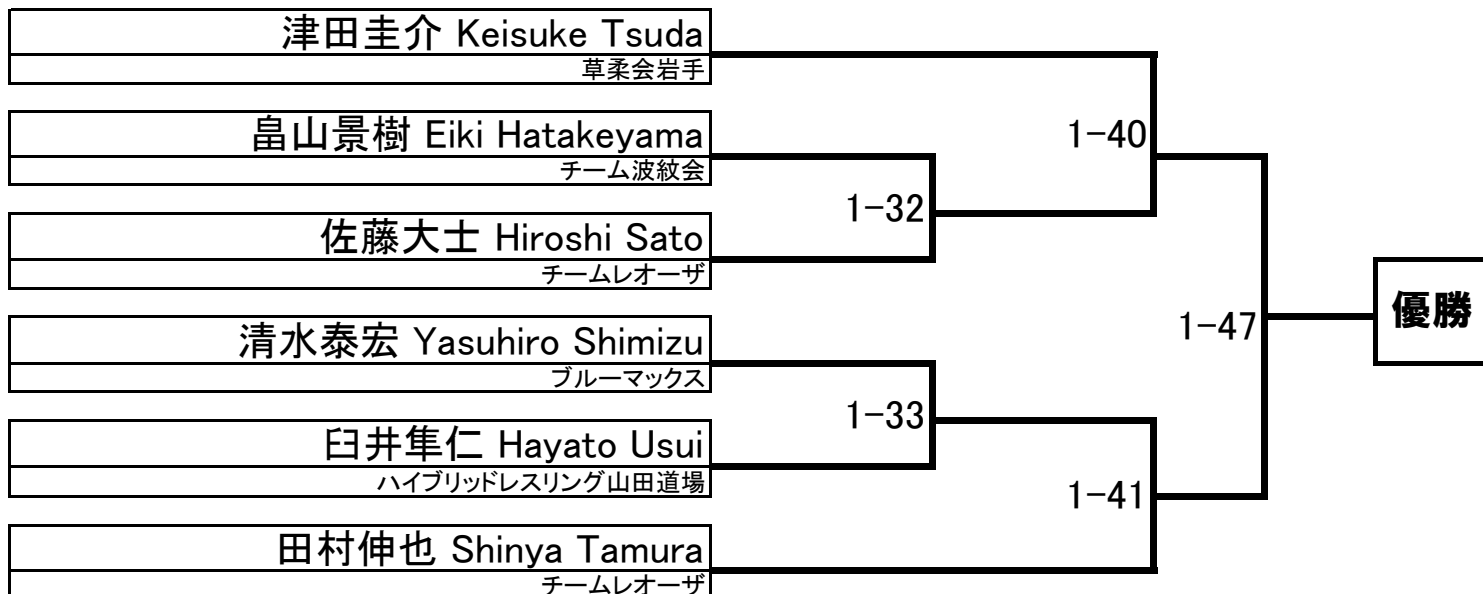 津田圭介 Keisuke Tsuda
草柔会岩手
畠山景樹 Eiki Hatakeyama
チーム波紋会
佐藤大士 Hiroshi Sato
チームレオーザ
清水泰宏 Yasuhiro Shimizu
ブルーマックス
臼井隼仁 Hayato Usui
ハイブリッドレスリング山田道場
田村伸也 Shinya Tamura
チームレオーザ
1-40
1-32
1-33
1-41
1-47
優勝